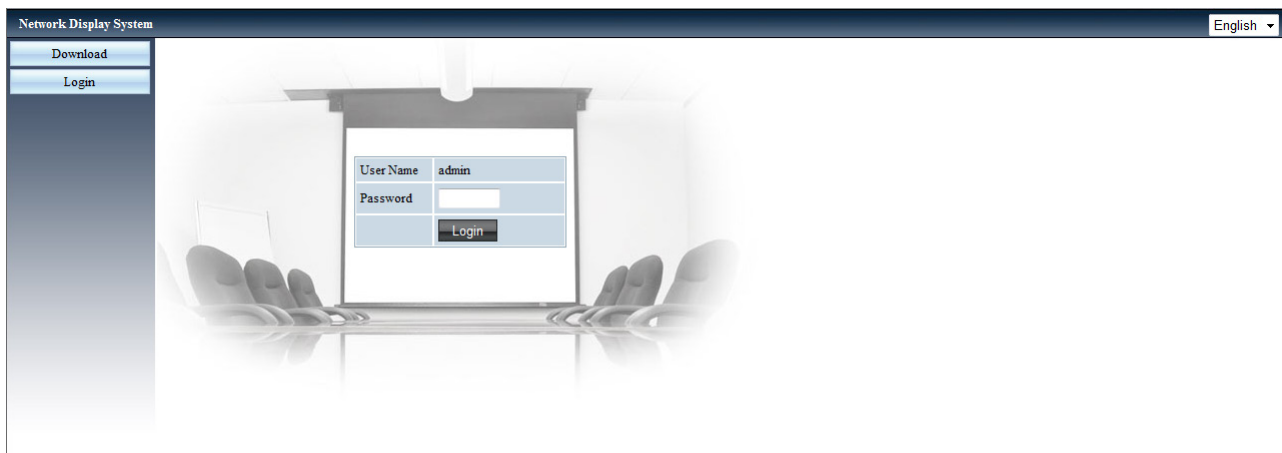 Network Display System
English
Download
Login
User Name admin
Password
Login